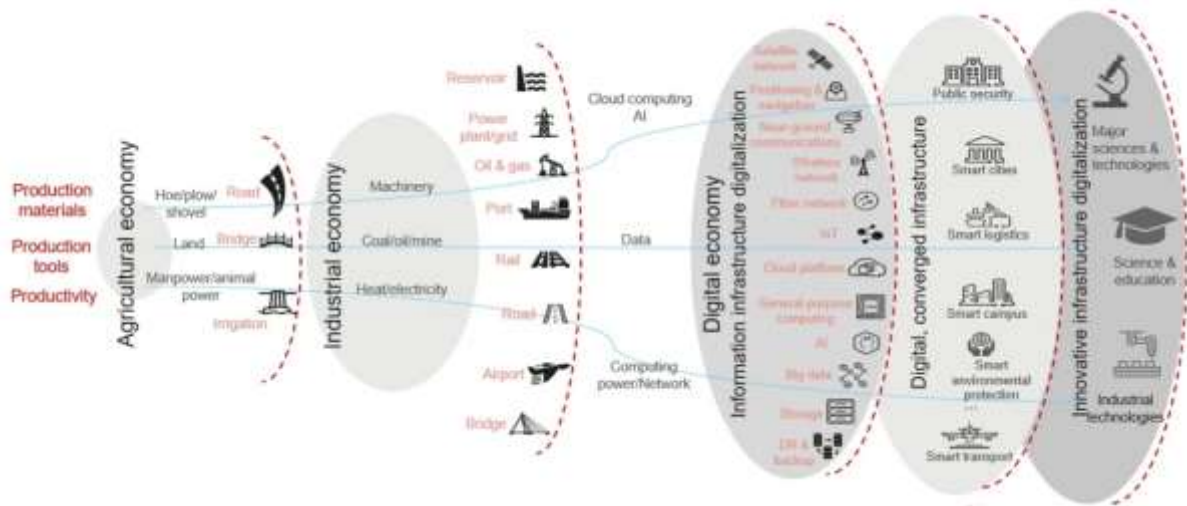 Production
materials
Production
tools
Productivity
Agricultural economy
Hoe/plow/
shovel
Land
Manpower/animal
power
Road
Bridge
Irrigation
Industrial economy
Machinery
Coal/oil/mine
Heat/electricity
Reservoir
Power
plant/grid
Oil & gas
Port
Rail
Road
Airport
Bridge
Cloud computing
AI
Data
Computing
power/Network
Digital economy
Information infrastructure digitalization
Satellite
network
Positioning &
navigation
Near-ground
communications
Wireless
network
Fiber network
IoT
Cloud platform
General-purpose
computing
AI
Big data
Storage
DR &
backup
Digital, converged infrastructure
Public security
Smart cities
Smart logistics
Smart campus
Smart
environmental
protection
...
Smart transport
Innovative infrastructure digitalization
Major
sciences &
technologies
Science &
education
Industrial
technologies